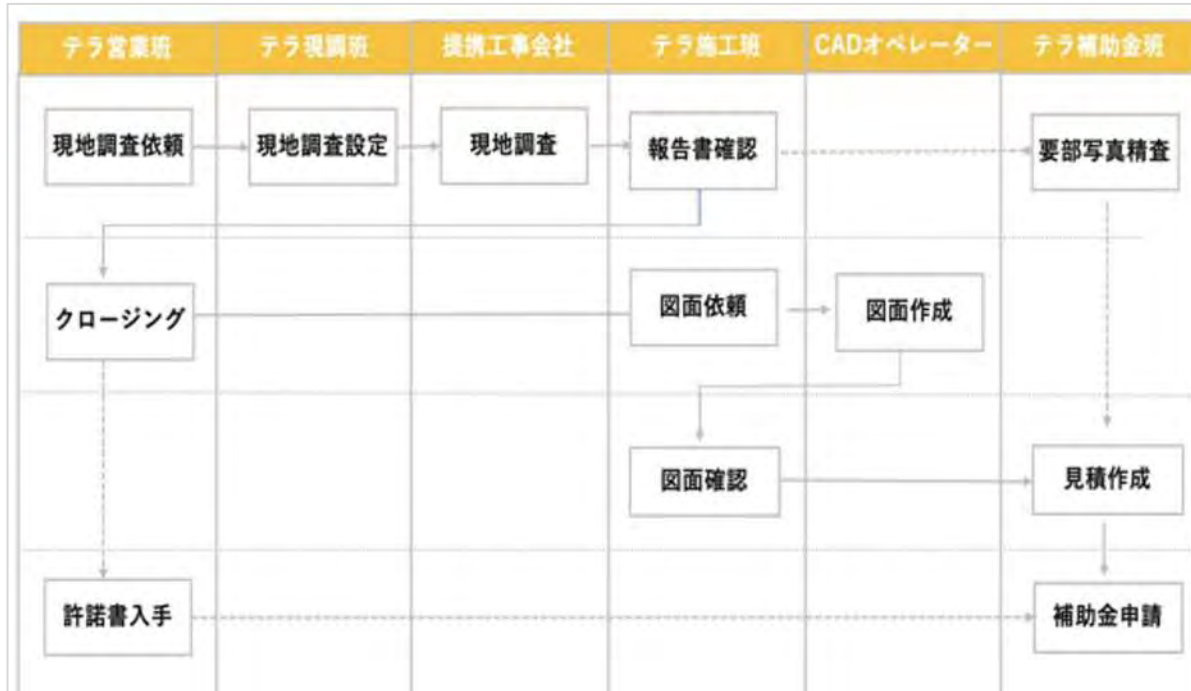 テラ営業班
テラ現調班
提携工事会社
テラ施工班
CADオペレーター
テラ補助金班
現地調査依頼
現地調査設定
現地調査
報告書確認
要部写真精査
クロージング
図面依頼
図面作成
図面確認
見積作成
許諾書入手
補助金申請